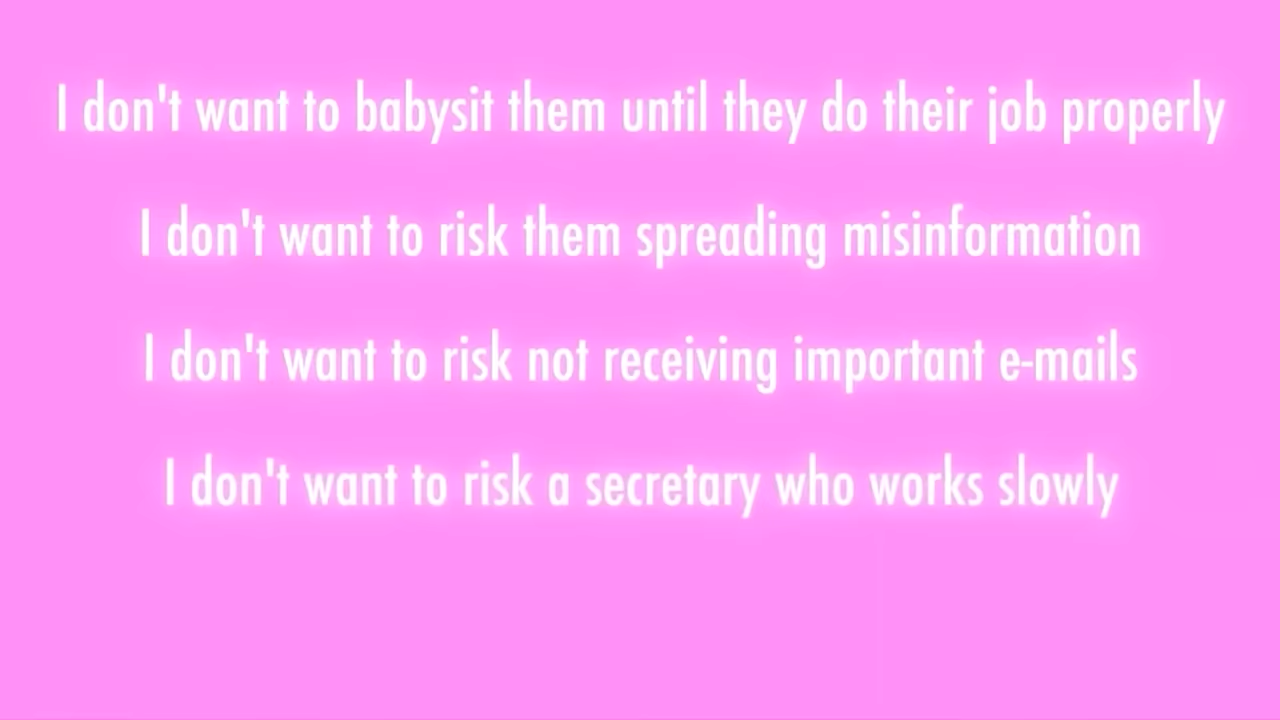 I don't want to babysit them until they do their job properly
I don't want to risk them spreading misinformation
I don't want to risk not receiving important e-mails
I don't want to risk a secretary who works slowly